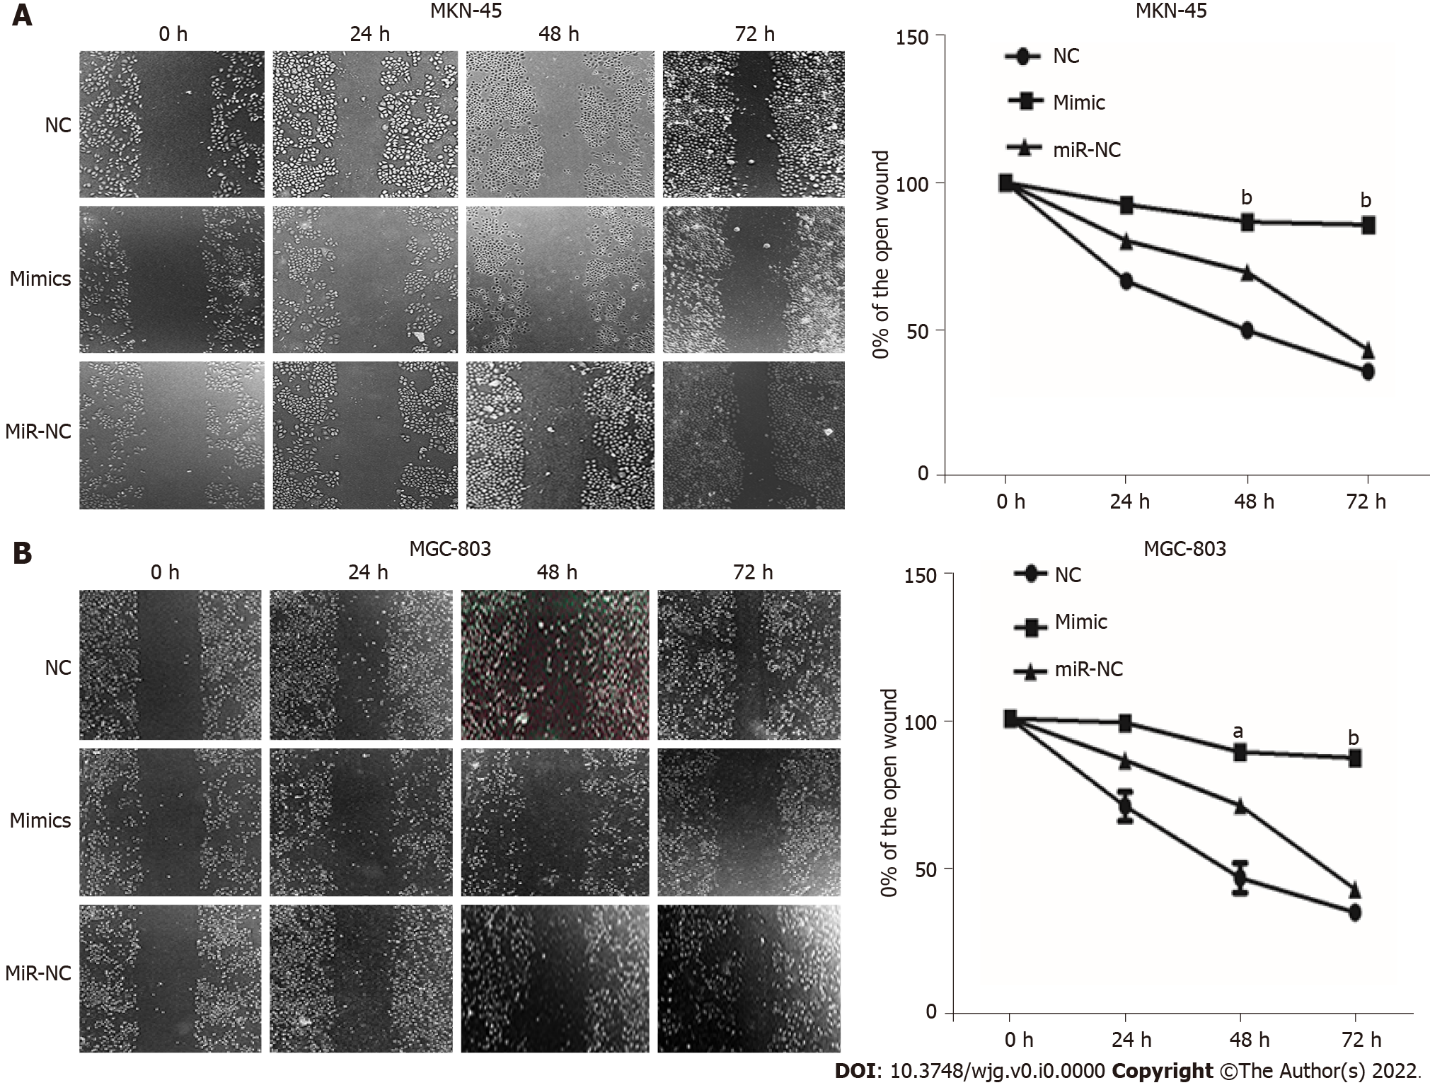 A
MKN-45
0 h 24 h 48 h 72 h
NC
Mimics
MiR-NC
MKN-45
150
100
50
0
0% of the open wound
NC
Mimic
miR-NC
b b
0 h 24 h 48 h 72 h
B
MGC-803
0 h 24 h 48 h 72 h
NC
Mimics
MiR-NC
MGC-803
150
100
50
0
0% of the open wound
NC
Mimic
miR-NC
a b
0 h 24 h 48 h 72 h
DOI: 10.3748/wjg.v0.i0.0000 Copyright ©The Author(s) 2022.